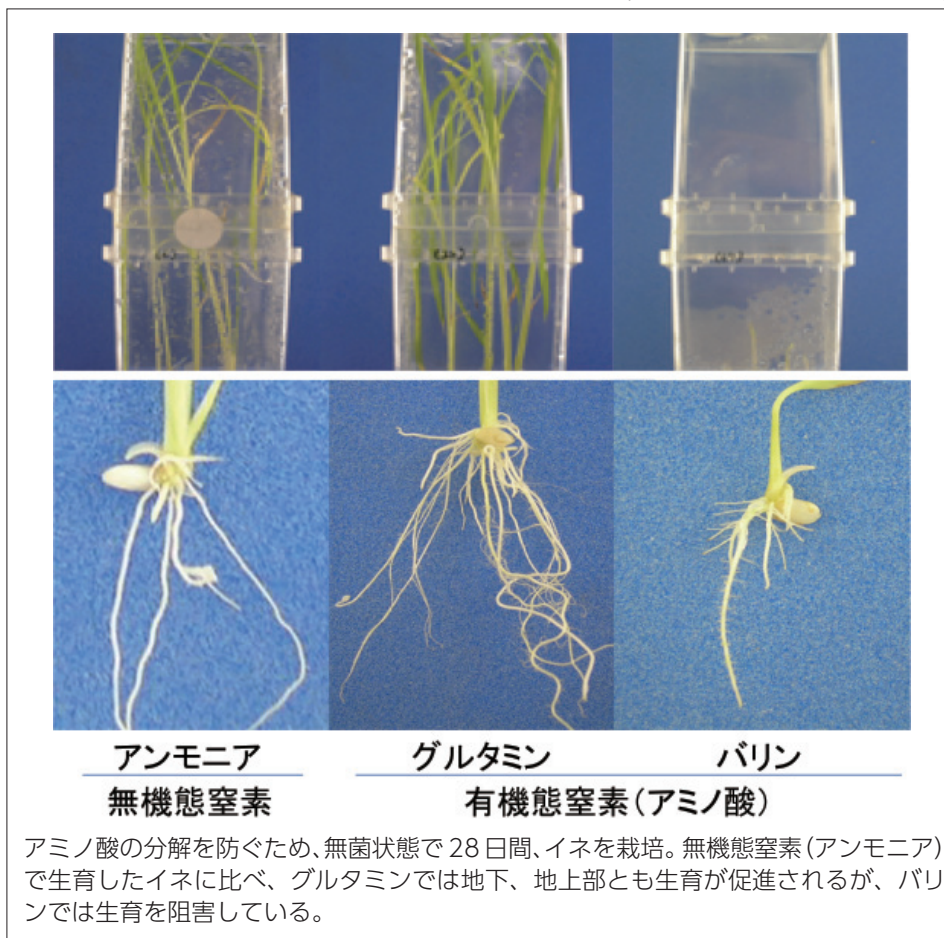 アンモニア グルタミン バリン
無機態窒素 有機態窒素（アミノ酸）
アミノ酸の分解を防ぐため、無菌状態で 28 日間、イネを栽培。無機態窒素（アンモニア）
で生育したイネに比べ、グルタミンでは地下、地上部とも生育が促進されるが、バリ
ンでは生育を阻害している。